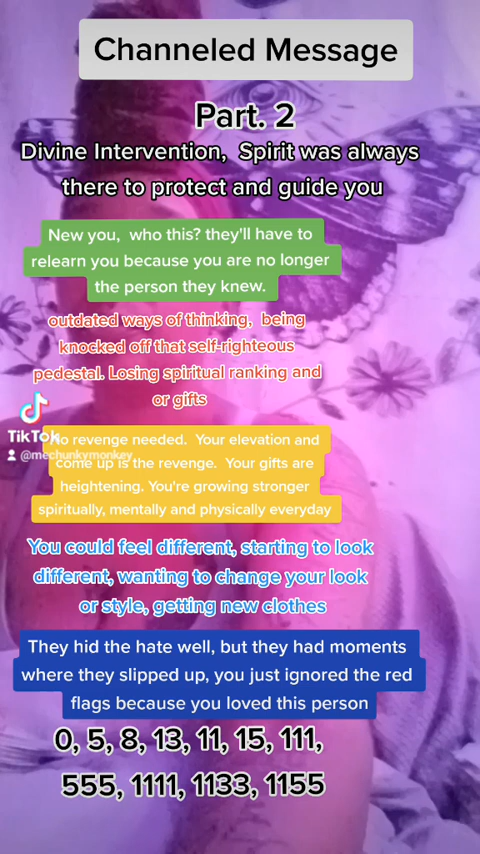 Channeled Message
Part. 2
Divine Intervention, Spirit was always
there to protect and guide you
New you, who this? they'll have to
relearn you because you are no longer
the person they knew.
outdated ways of thinking, being
knocked off that self-righteous
pedestal. Losing spiritual ranking and
or gifts
TikTok
@mechunkymonkey
No revenge needed. Your elevation and
come up is the revenge. Your gifts are
heightening. You're growing stronger
spiritually, mentally and physically everyday
You could feel different, starting to look
different, wanting to change your look
or style, getting new clothes
They hid the hate well, but they had moments
where they slipped up, you just ignored the red
flags because you loved this person
0, 5, 8, 13, 11, 15, 111,
555, 1111, 1133, 1155